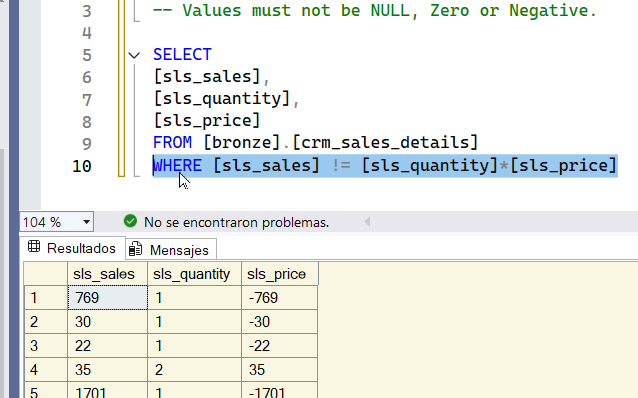 3 -- Values must not be NULL, Zero or Negative.
4
5 SELECT
6 [sls_sales],
7 [sls_quantity],
8 [sls_price]
9 FROM [bronze].[crm_sales_details]
10 WHERE [sls_sales] != [sls_quantity]*[sls_price]
104 % No se encontraron problemas.
Resultados Mensajes
sls_sales sls_quantity sls_price
1 769 1 -769
2 30 1 -30
3 22 1 -22
4 35 2 35
5 1701 1 -1701